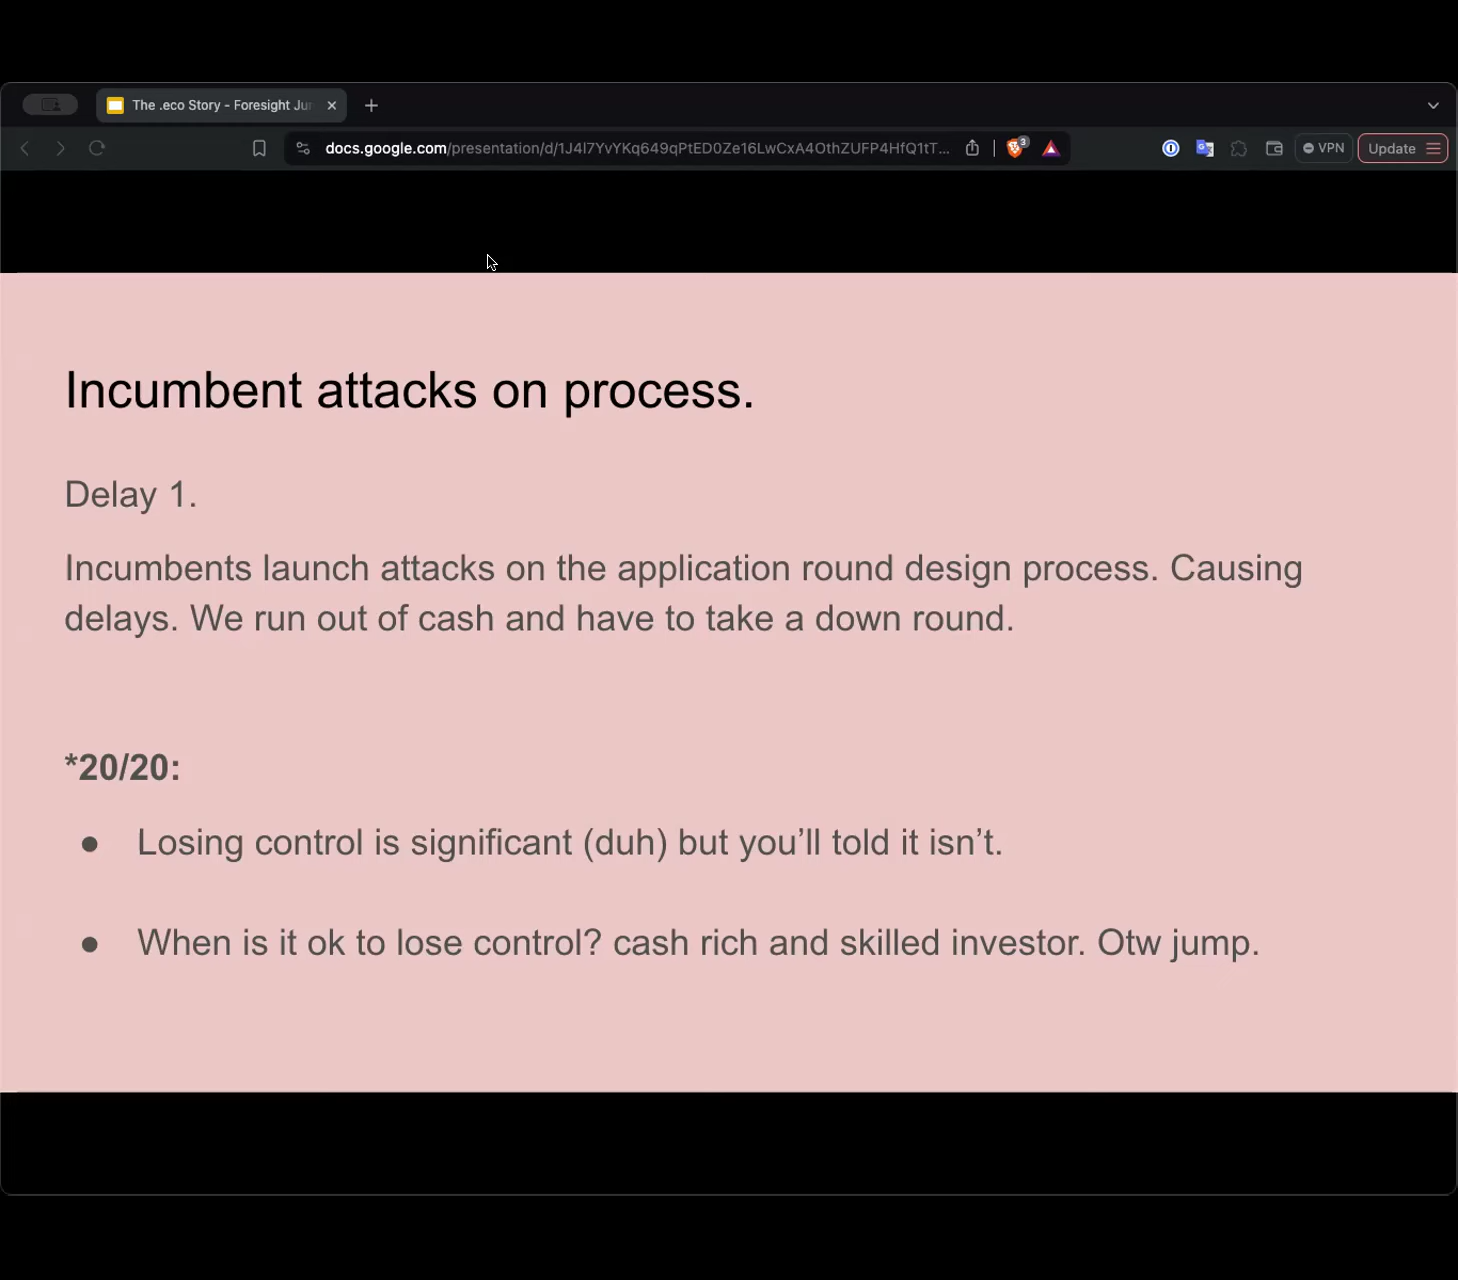 The .eco Story - Foresight Ju
docs.google.com/presentation/d/1J4l7YvYKq649qPtED0Ze16LwCxA4OthZUFP4HfQ1tT...
3
VPN
Update
Incumbent attacks on process.
Delay 1.
Incumbents launch attacks on the application round design process. Causing
delays. We run out of cash and have to take a down round.
*20/20:
● Losing control is significant (duh) but you’ll told it isn’t.
● When is it ok to lose control? cash rich and skilled investor. Otw jump.